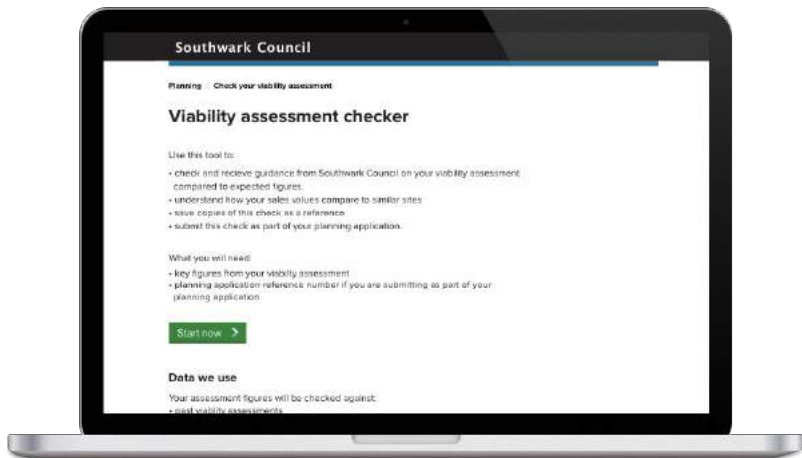 Southwark Council
Planning Check your viability assessment
Viability assessment checker
Use this tool to:
• check and recieve guidance from Southwark Council on your viability assessment
compared to expected figures.
• understand how your sales values compare to similar sites
• save copies of this check as a reference
• submit this check as part of your planning application.
What you will need:
• key figures from your viability assessment
• planning application reference number if you are submitting as part of your
planning application
Start now
Data we use
Your assessment figures will be checked against:
• past viability assessments